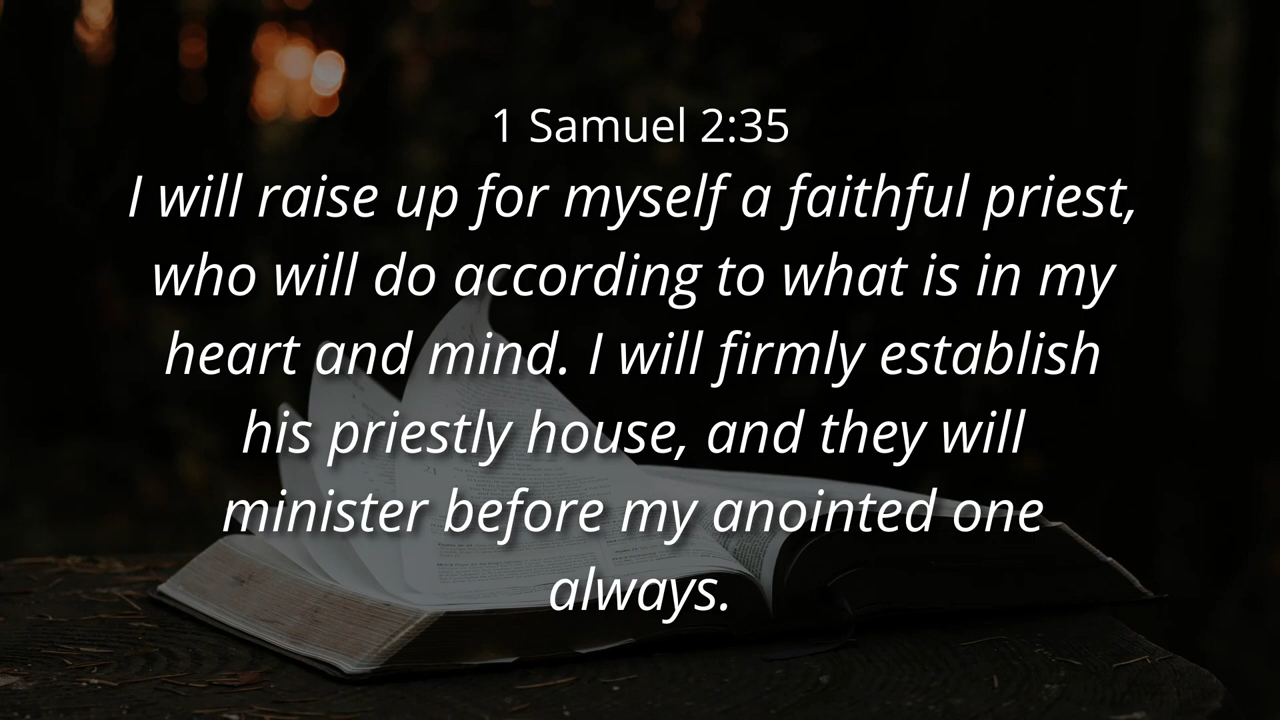 1 Samuel 2:35
I will raise up for myself a faithful priest,
who will do according to what is in my
heart and mind. I will firmly establish
his priestly house, and they will
minister before my anointed one
always.